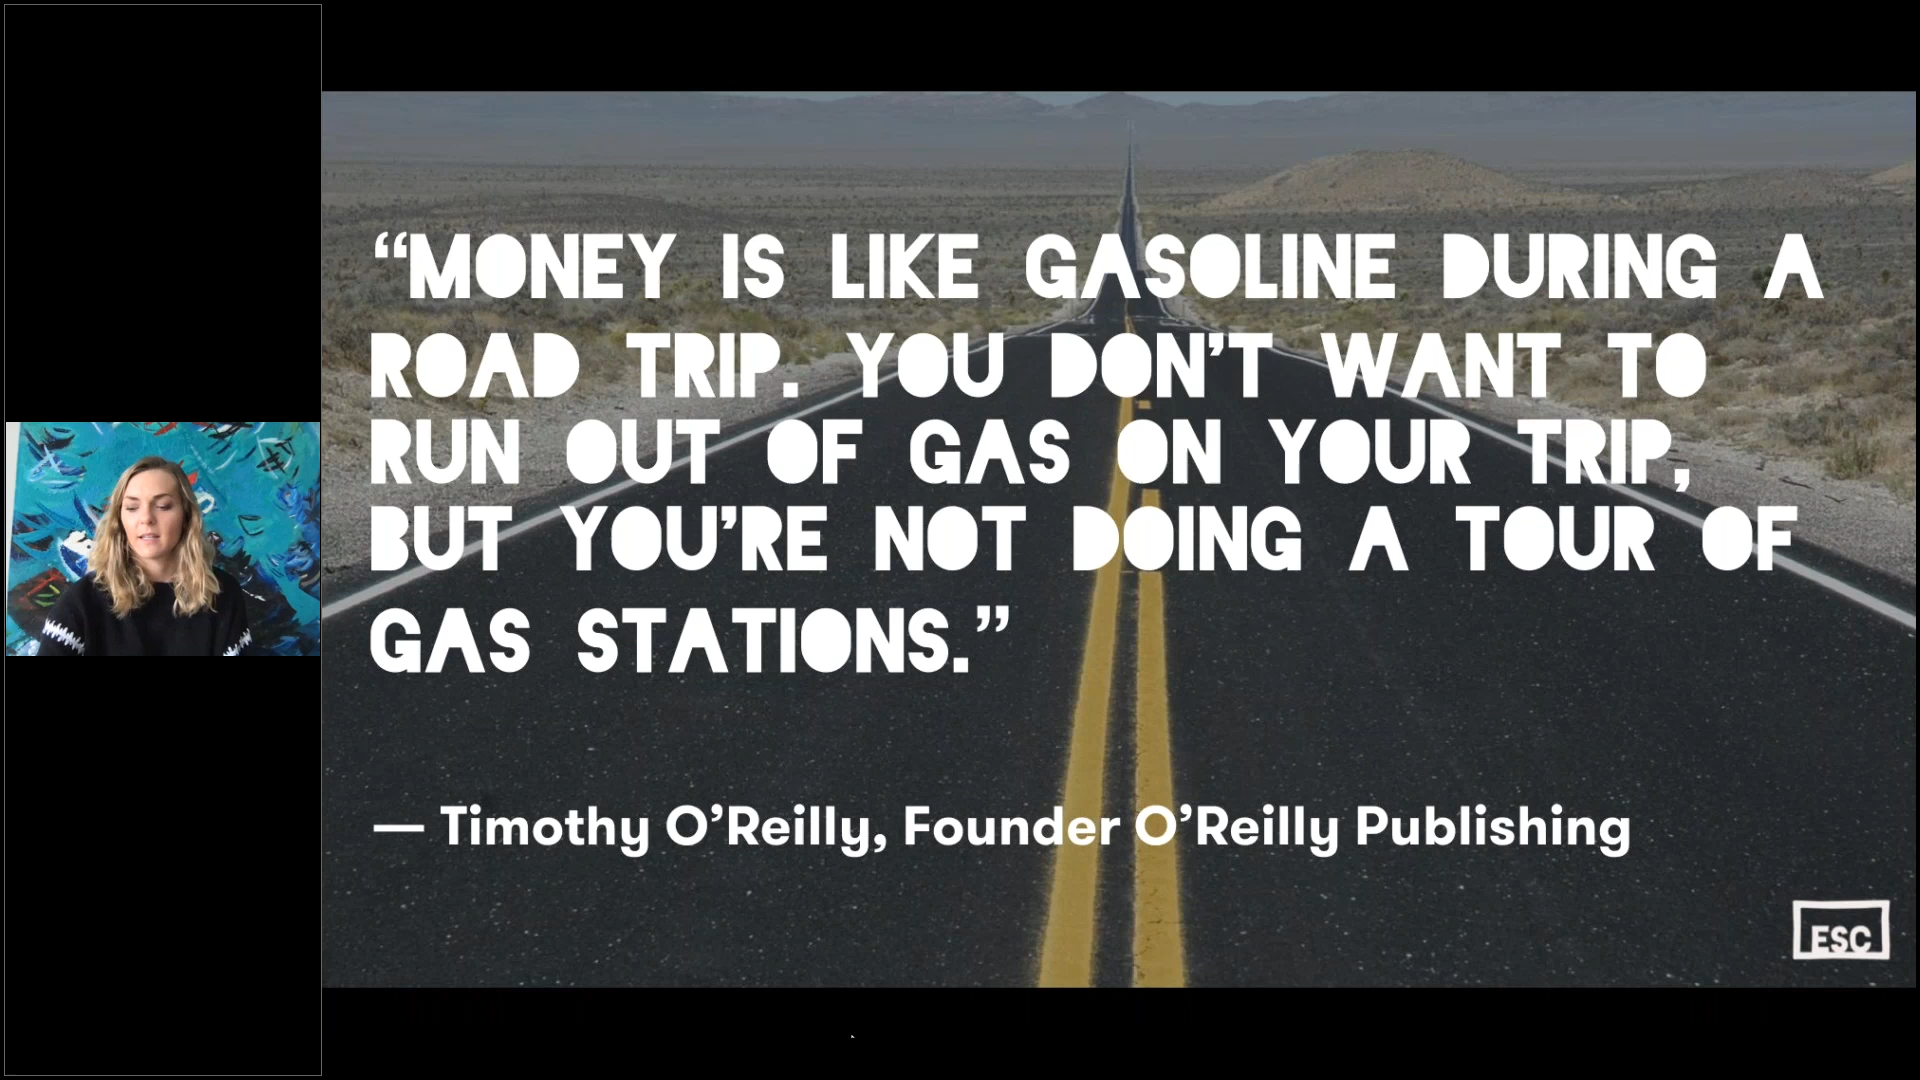 “MONEY IS LIKE GASOLINE DURING A
ROAD TRIP. YOU DON’T WANT TO
RUN OUT OF GAS ON YOUR TRIP,
BUT YOU’RE NOT DOING A TOUR OF
GAS STATIONS.”
— Timothy O’Reilly, Founder O’Reilly Publishing
ESC